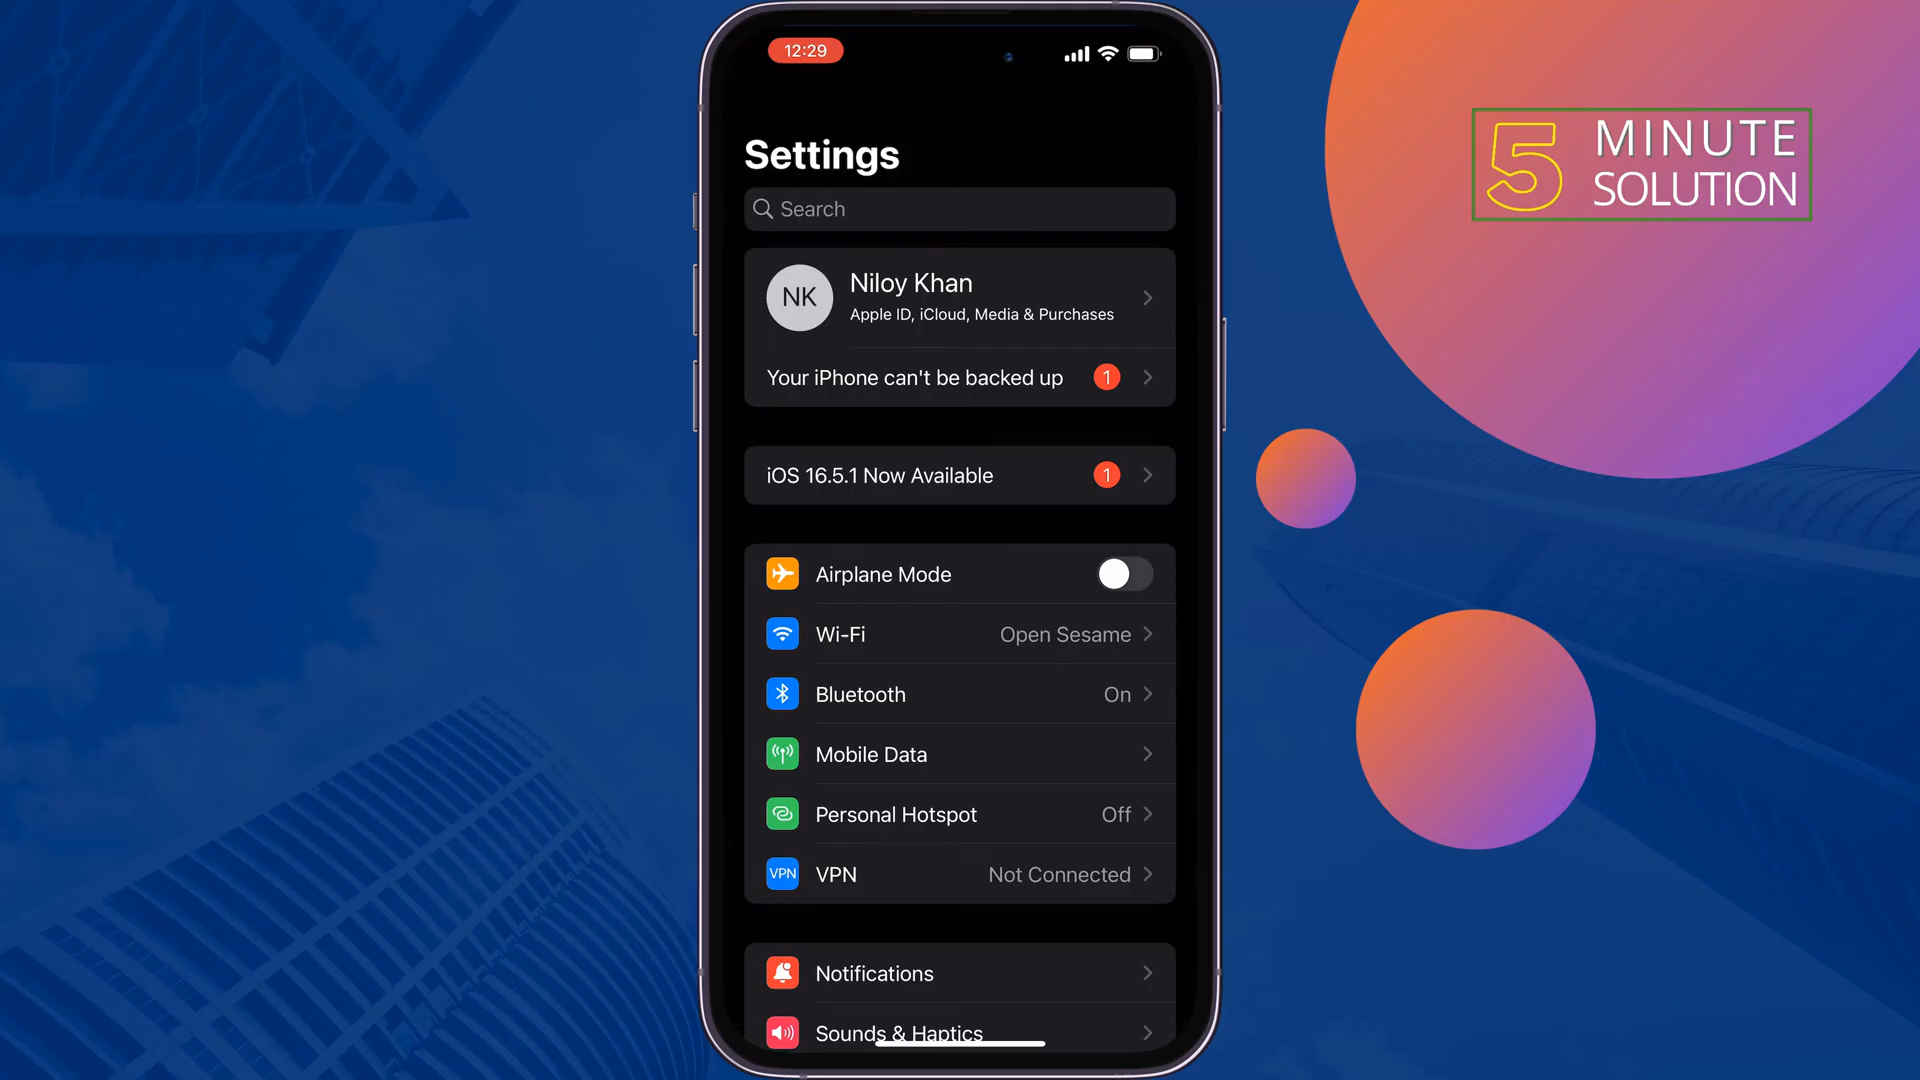 12:29
5 MINUTE
SOLUTION
Settings
Search
NK
Niloy Khan
Apple ID, iCloud, Media & Purchases
Your iPhone can't be backed up 1
iOS 16.5.1 Now Available 1
Airplane Mode
Wi-Fi Open Sesame
Bluetooth On
Mobile Data
Personal Hotspot Off
VPN VPN Not Connected
Notifications
Sounds & Haptics